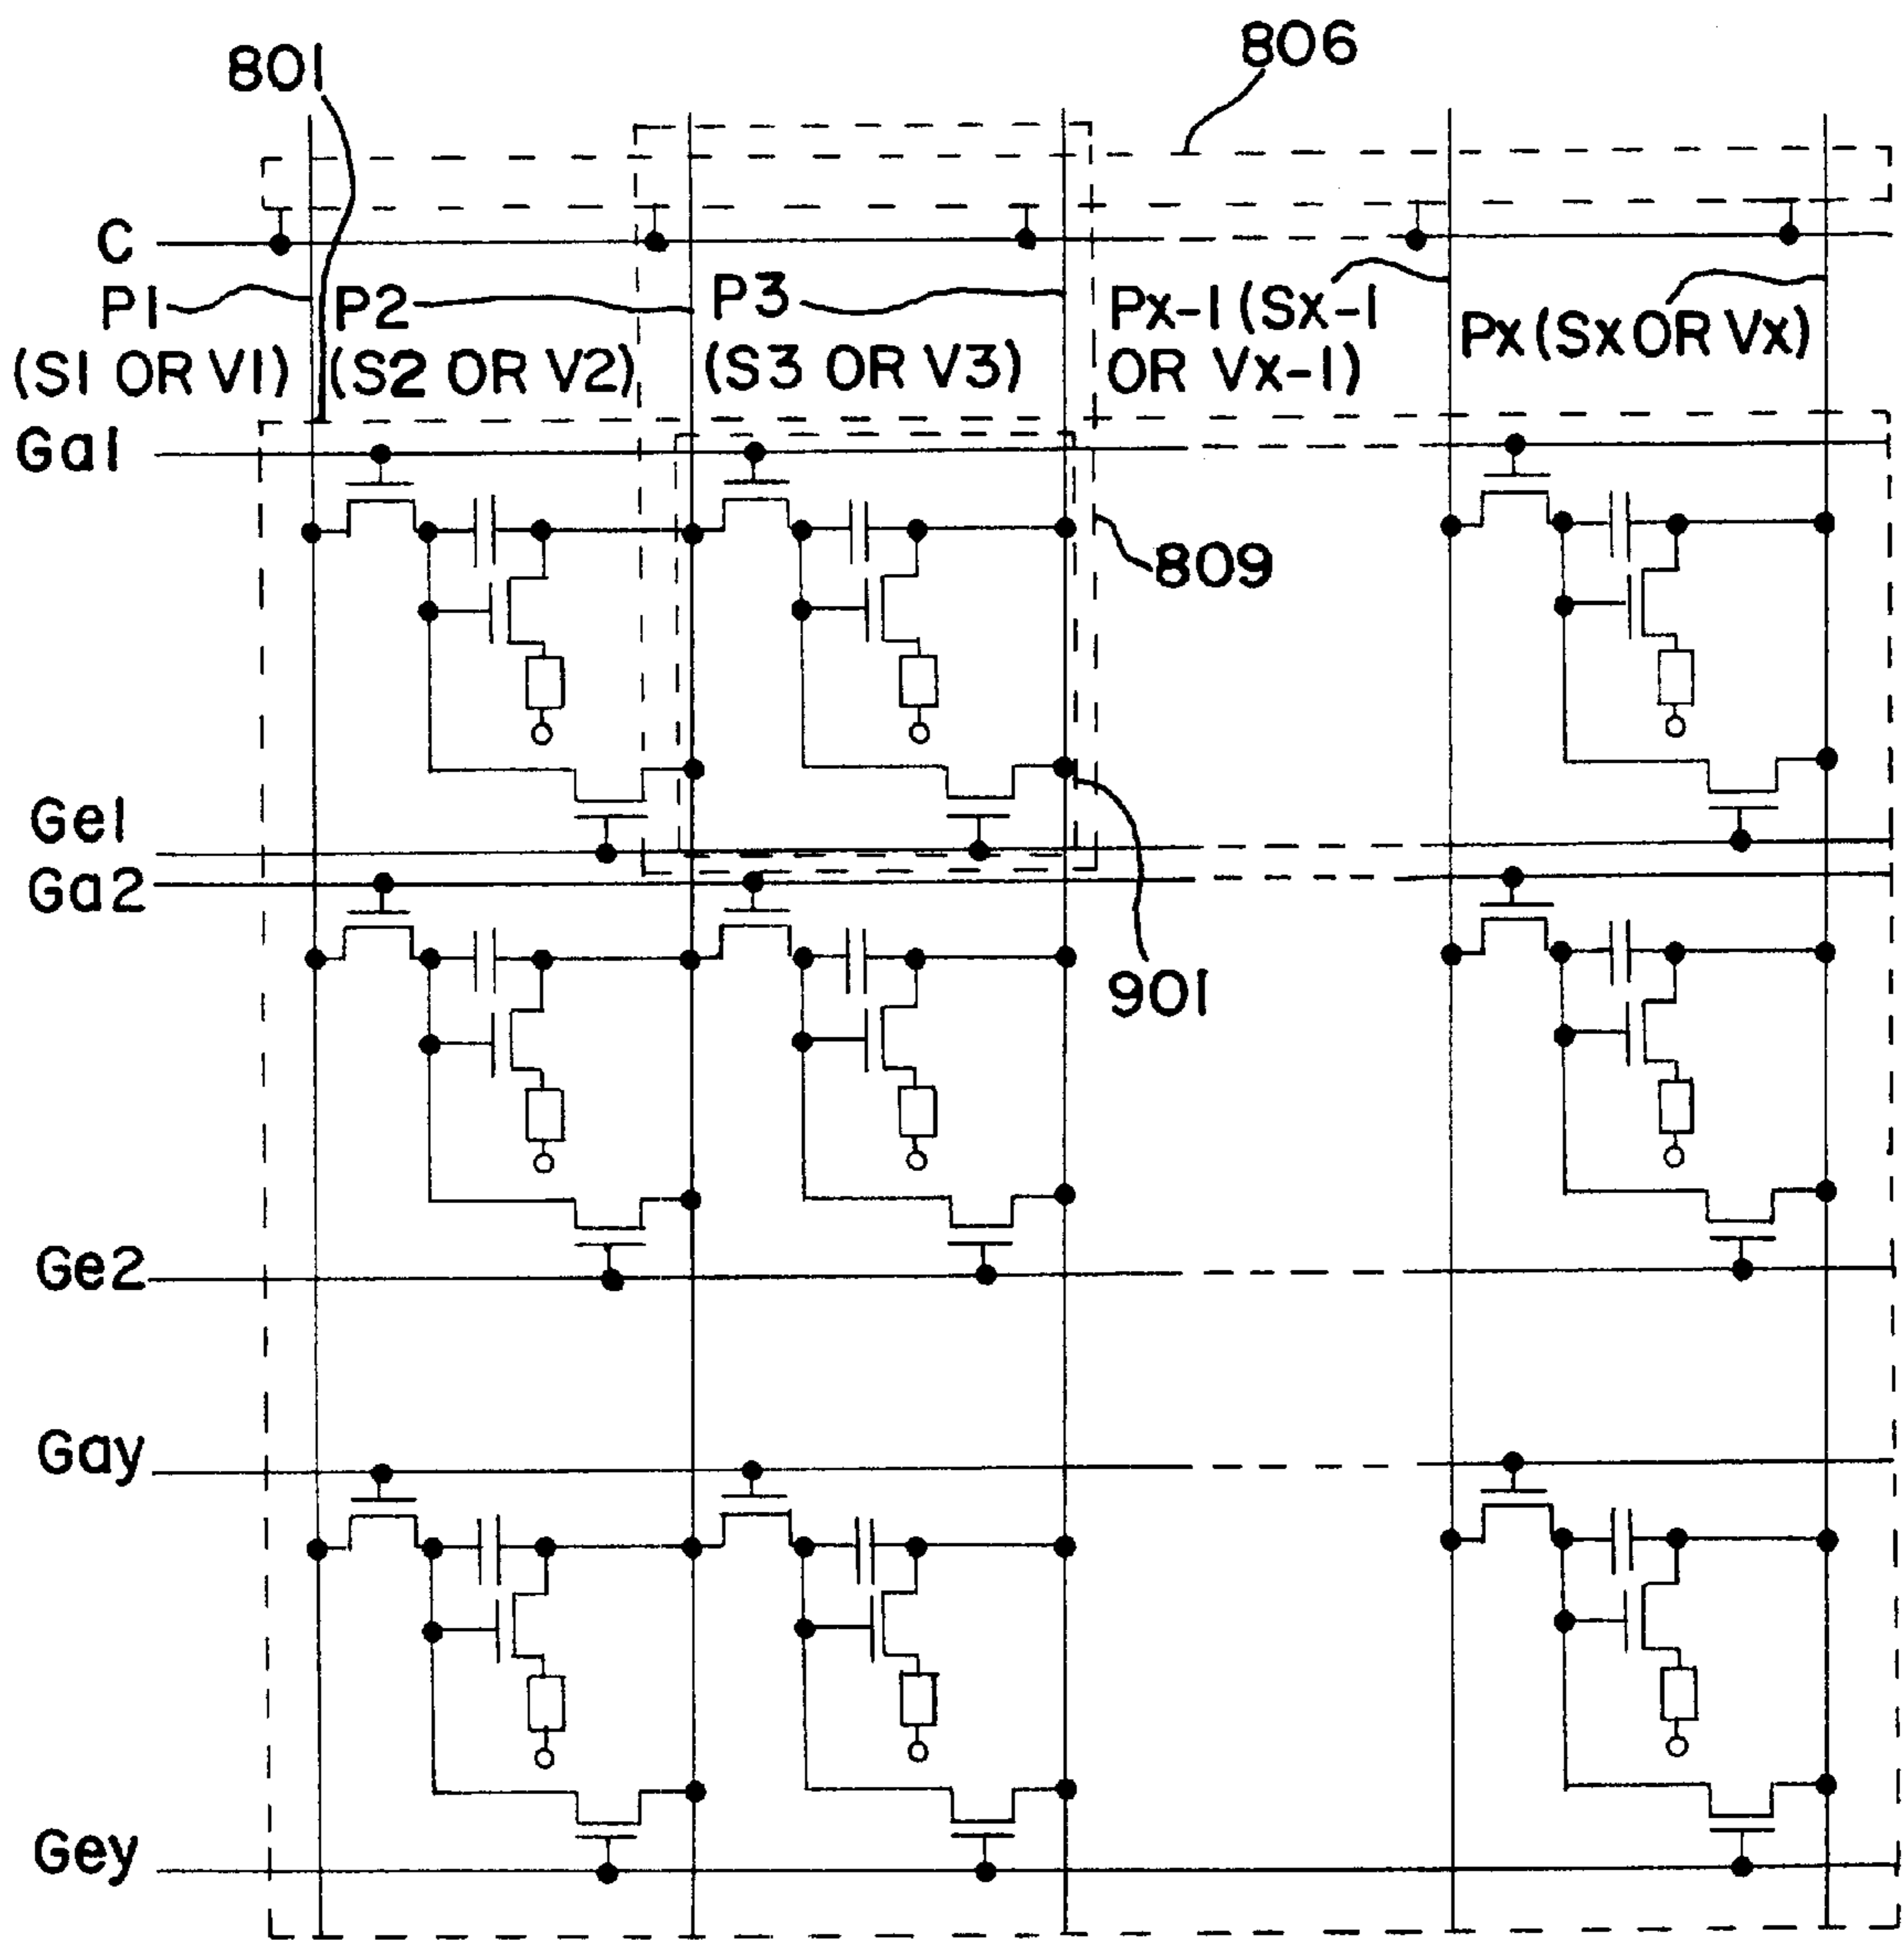 801
806
C
P1
(S1 OR V1)
P2
(S2 OR V2)
P3
(S3 OR V3)
Px-1 (Sx-1
OR Vx-1)
Px (Sx OR Vx)
Ga1
809
Ge1
Ga2
901
Ge2
Gay
Gey